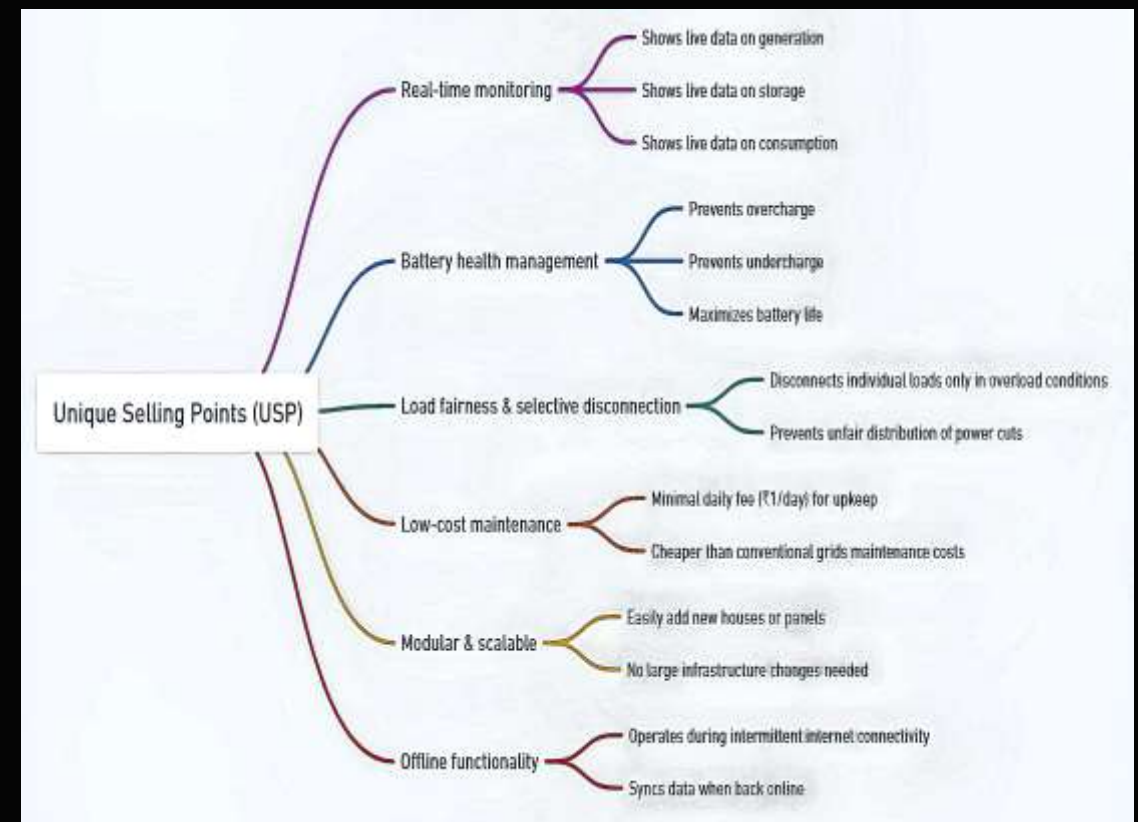 Unique Selling Points (USP)
Real-time monitoring
Shows live data on generation
Shows live data on storage
Shows live data on consumption
Battery health management
Prevents overcharge
Prevents undercharge
Maximizes battery life
Load fairness & selective disconnection
Disconnects individual loads only in overload conditions
Prevents unfair distribution of power cuts
Low-cost maintenance
Minimal daily fee (₹1/day) for upkeep
Cheaper than conventional grids maintenance costs
Modular & scalable
Easily add new houses or panels
No large infrastructure changes needed
Offline functionality
Operates during intermittent internet connectivity
Syncs data when back online